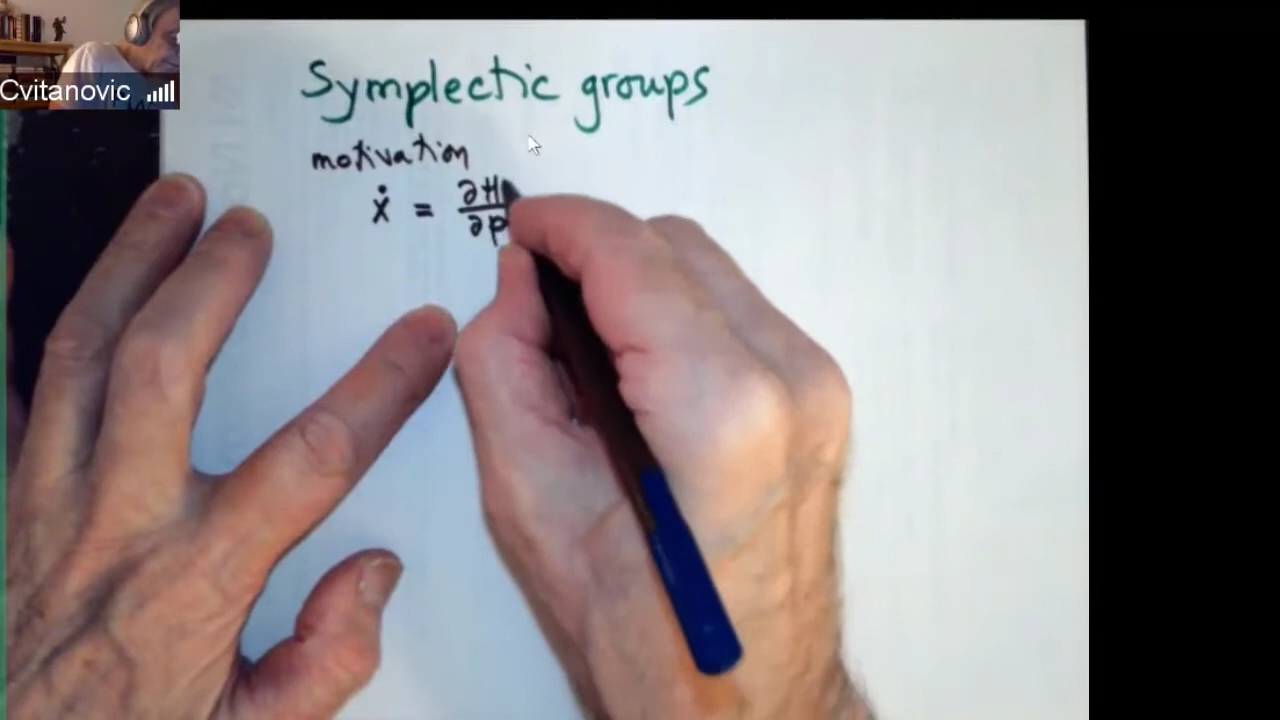 Cvitanovic
Symplectic groups
motivation
ẋ = ∂H/∂p